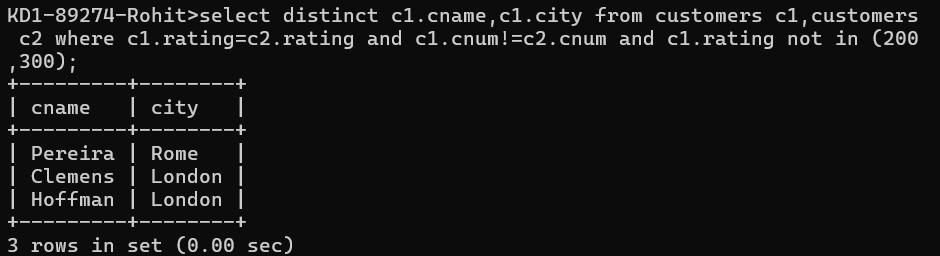 KD1-89274-Rohit>select distinct c1.cname,c1.city from customers c1,customers
 c2 where c1.rating=c2.rating and c1.cnum!=c2.cnum and c1.rating not in (200
,300);
+---------+--------+
| cname   | city   |
+---------+--------+
| Pereira | Rome   |
| Clemens | London |
| Hoffman | London |
+---------+--------+
3 rows in set (0.00 sec)